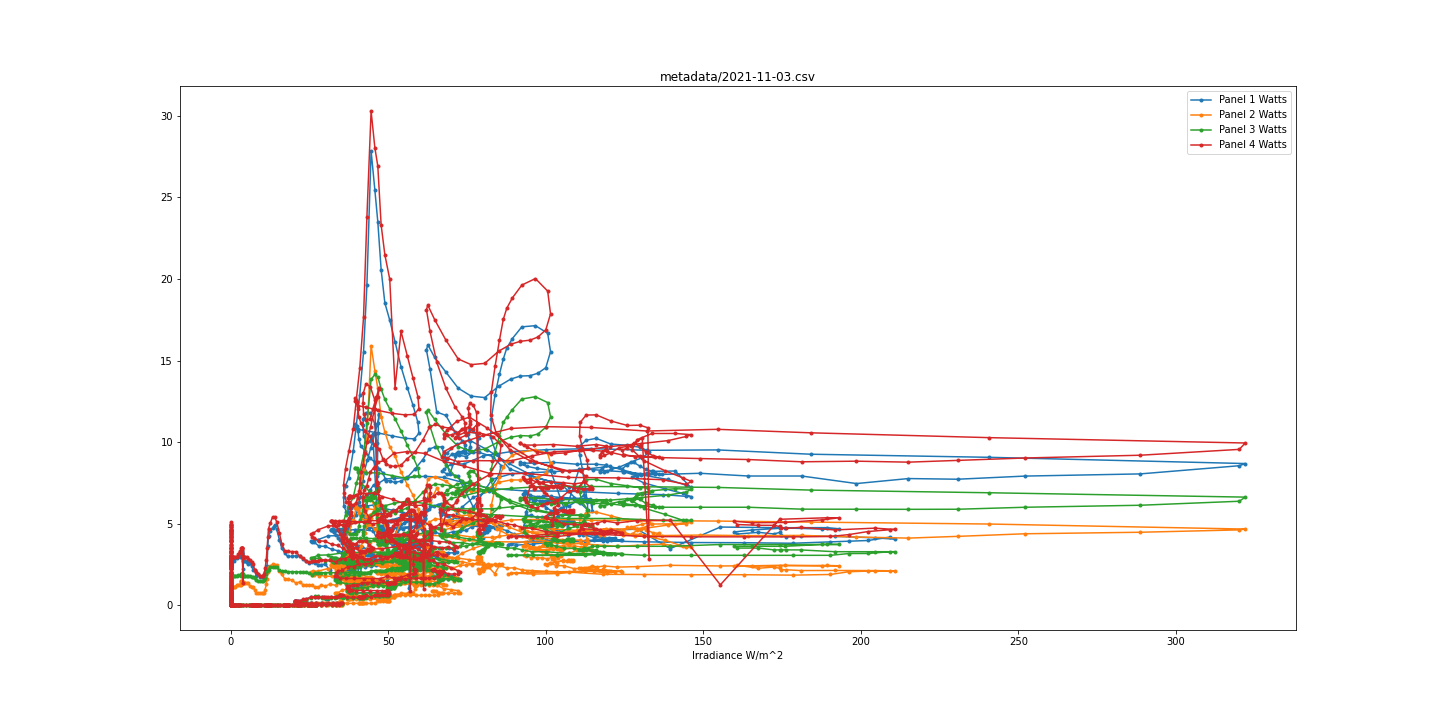 metadata/2021-11-03.csv
Panel 1 Watts
Panel 2 Watts
Panel 3 Watts
Panel 4 Watts
30
25
20
15
10
5
0
0 50 100 150 200 250 300
Irradiance W/m^2